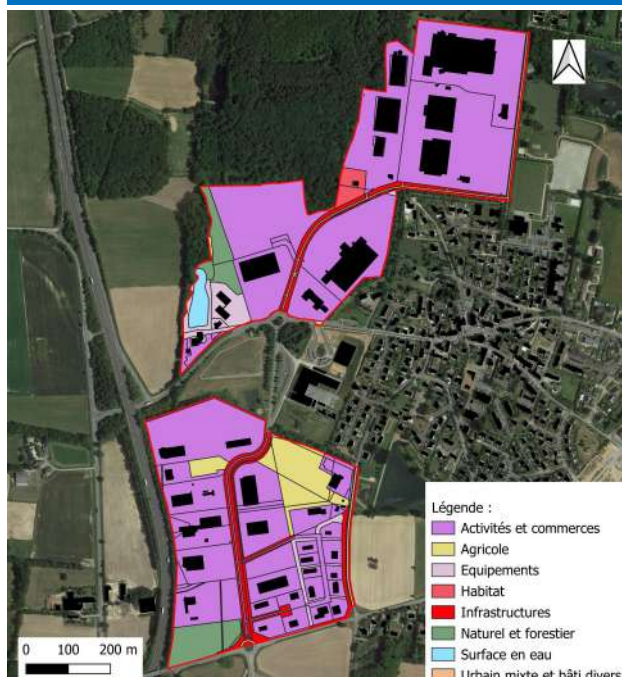 Légende :
Activités et commerces
Agricole
Equipements
Habitat
Infrastructures
Naturel et forestier
Surface en eau
Urbain mixte et bâti divers
0 100 200 m